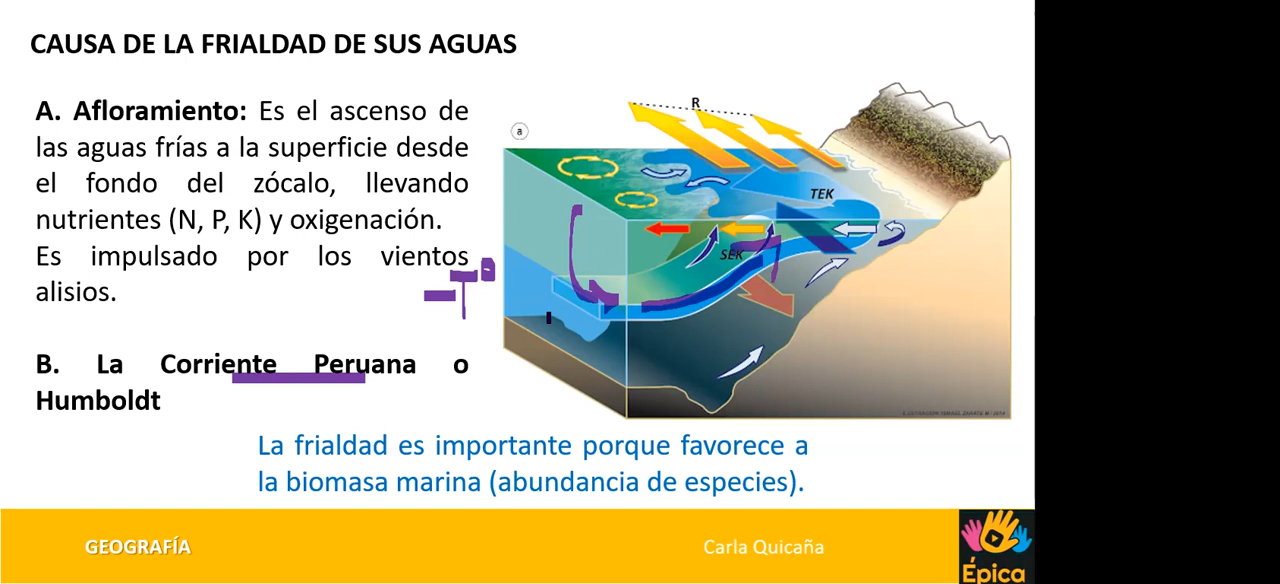 CAUSA DE LA FRIALDAD DE SUS AGUAS
A. Afloramiento: Es el ascenso de
las aguas frías a la superficie desde
el fondo del zócalo, llevando
nutrientes (N, P, K) y oxigenación.
Es impulsado por los vientos
alisios.
B. La Corriente Peruana o
Humboldt
R
a
TEK
SEK
La frialdad es importante porque favorece a
la biomasa marina (abundancia de especies).
GEOGRAFÍA
Carla Quicaña
Épica